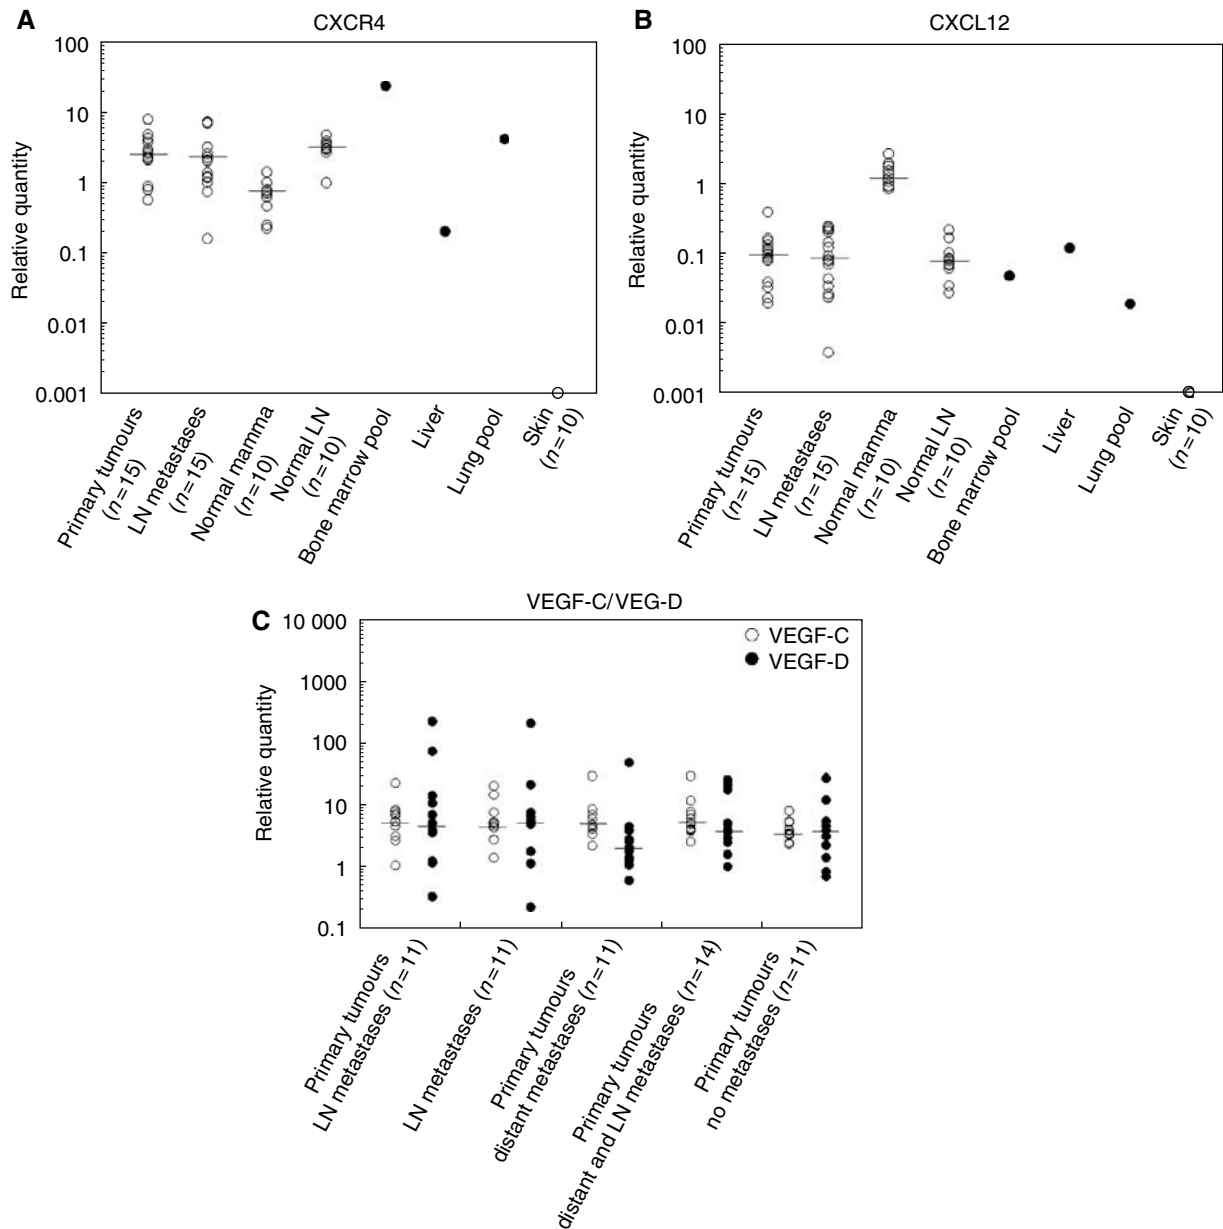 A
CXCR4
100
10
1
0.1
0.01
0.001
Relative quantity
Primary tumours
(n=15)
LN metastases
(n=15)
Normal mamma
(n=10)
Normal LN
(n=10)
Bone marrow pool
Liver
Lung pool
Skin
(n=10)
B
CXCL12
100
10
1
0.1
0.01
0.001
Relative quantity
Primary tumours
(n=15)
LN metastases
(n=15)
Normal mamma
(n=10)
Normal LN
(n=10)
Bone marrow pool
Liver
Lung pool
Skin
(n=10)
C
VEGF-C/VEG-D
10 000
1000
100
10
1
0.1
Relative quantity
VEGF-C
VEGF-D
Primary tumours
LN metastases (n=11)
LN metastases (n=11)
Primary tumours
distant metastases (n=11)
Primary tumours
distant and LN metastases (n=14)
Primary tumours
no metastases (n=11)